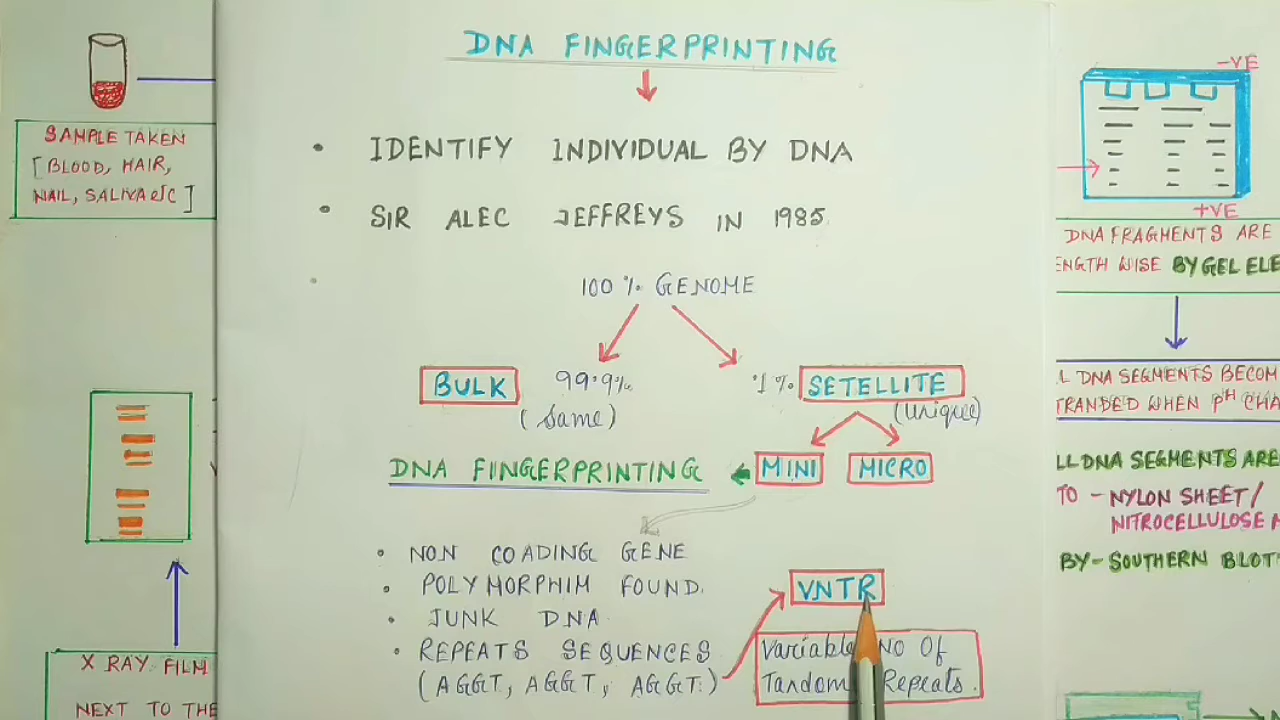 DNA FINGERPRINTING
IDENTIFY INDIVIDUAL BY DNA
SIR ALEC JEFFREYS IN 1985.
100 % GENOME
BULK 99.9%
(Same)
.1% SETELLITE
(Unique)
MINI MICRO
DNA FINGERPRINTING
NON COADING GENE
POLYMORPHIM FOUND.
JUNK DNA.
REPEATS SEQUENCES
(AGGT, AGGT, AGGT.)
VNTR
Variable NO Of
Tandom Repeats.
SAMPLE TAKEN
[BLOOD, HAIR,
NAIL, SALIVA etc]
X RAY FILM
NEXT TO THE
-VE
+VE
DNA FRAGMENTS ARE
ENGTH WISE BY GEL ELE
L DNA SEGMENTS BECOM
TRANDED WHEN PH CHA
LL DNA SEGMENTS ARE
TO - NYLON SHEET/
NITROCELLULOSE
BY- SOUTHERN BLOT